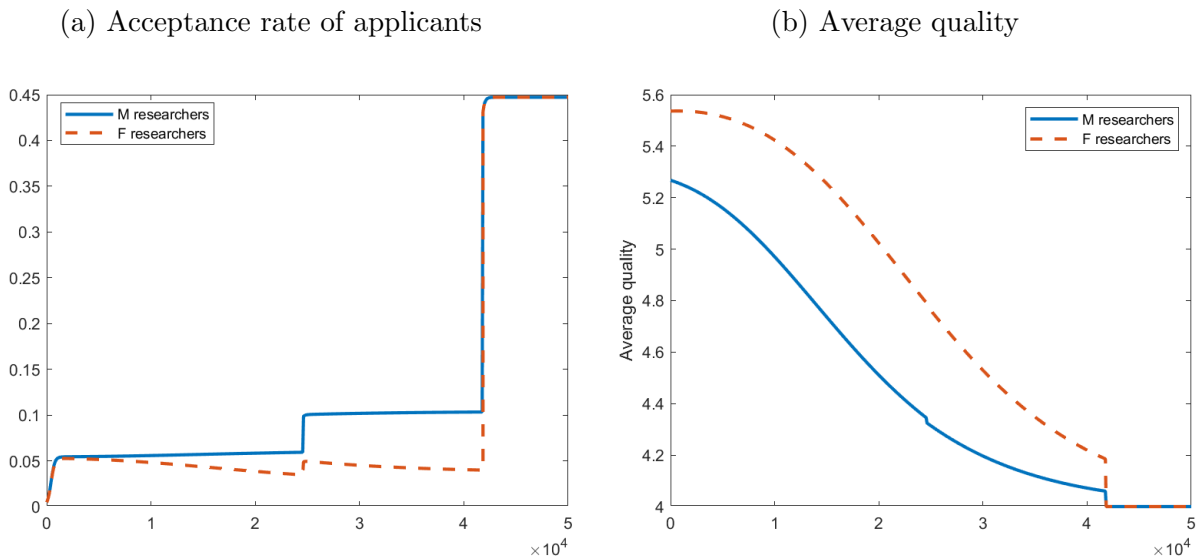 (a) Acceptance rate of applicants
M researchers
F researchers
0.45
0.4
0.35
0.3
0.25
0.2
0.15
0.1
0.05
0
0 1 2 3 4 5
×10^4
(b) Average quality
M researchers
F researchers
Average quality
5.6
5.4
5.2
5
4.8
4.6
4.4
4.2
4
0 1 2 3 4 5
×10^4